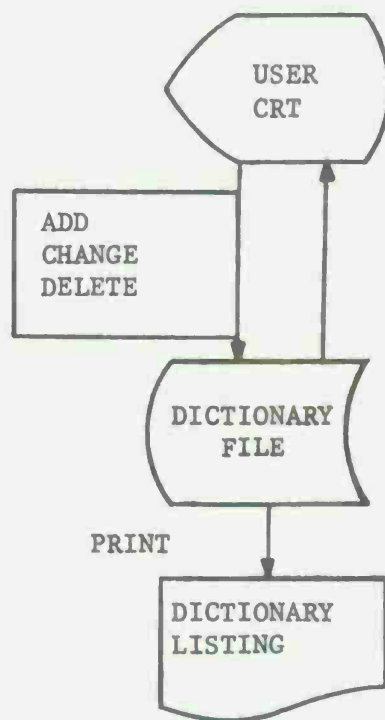 USER
CRT
ADD
CHANGE
DELETE
DICTIONARY
FILE
PRINT
DICTIONARY
LISTING